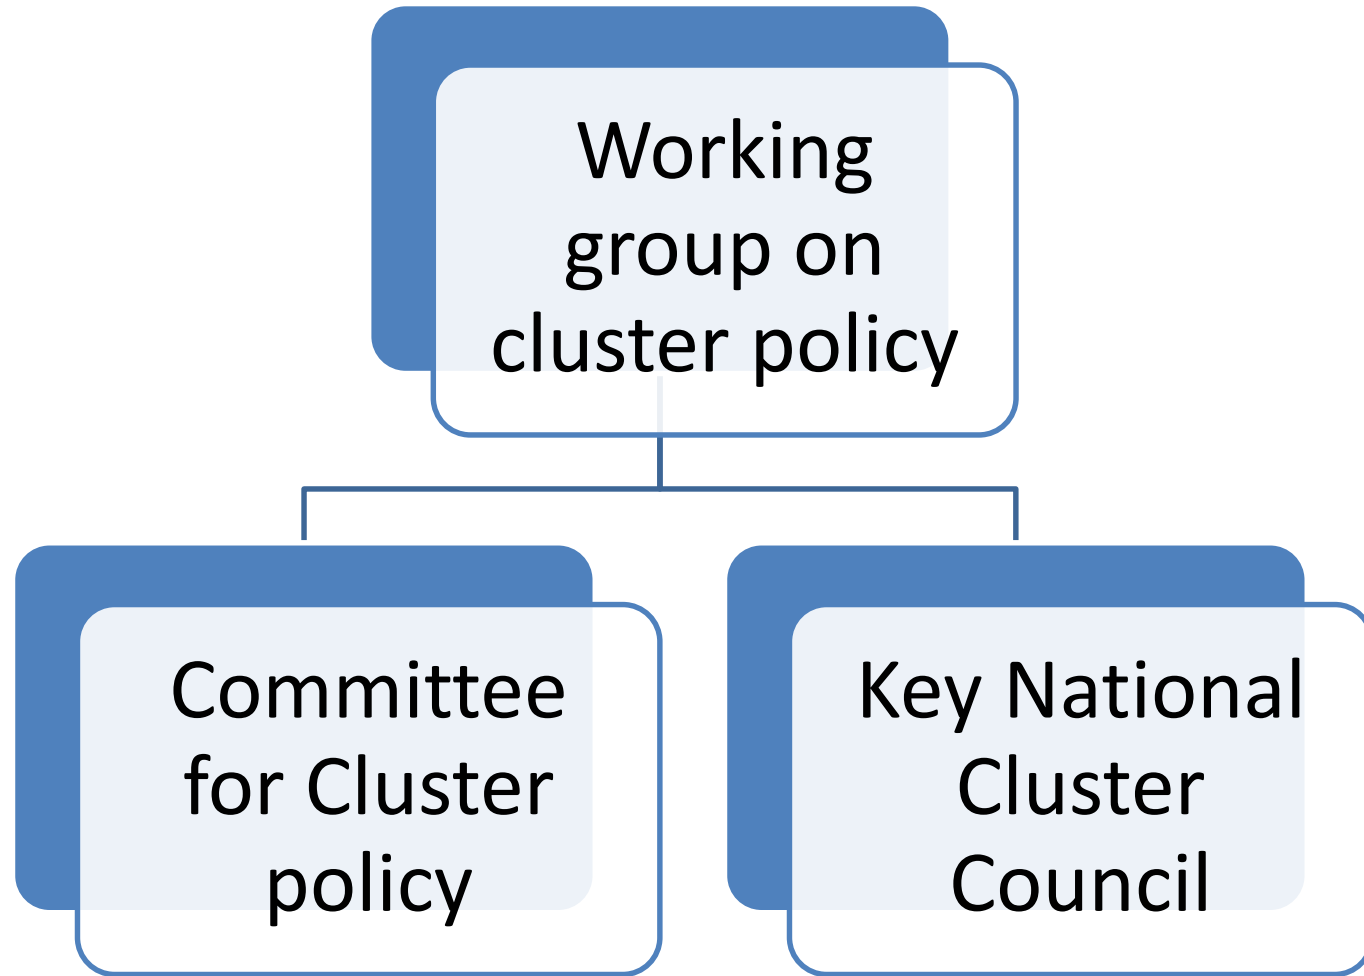 Working
group on
cluster policy
Committee
for Cluster
policy
Key National
Cluster
Council